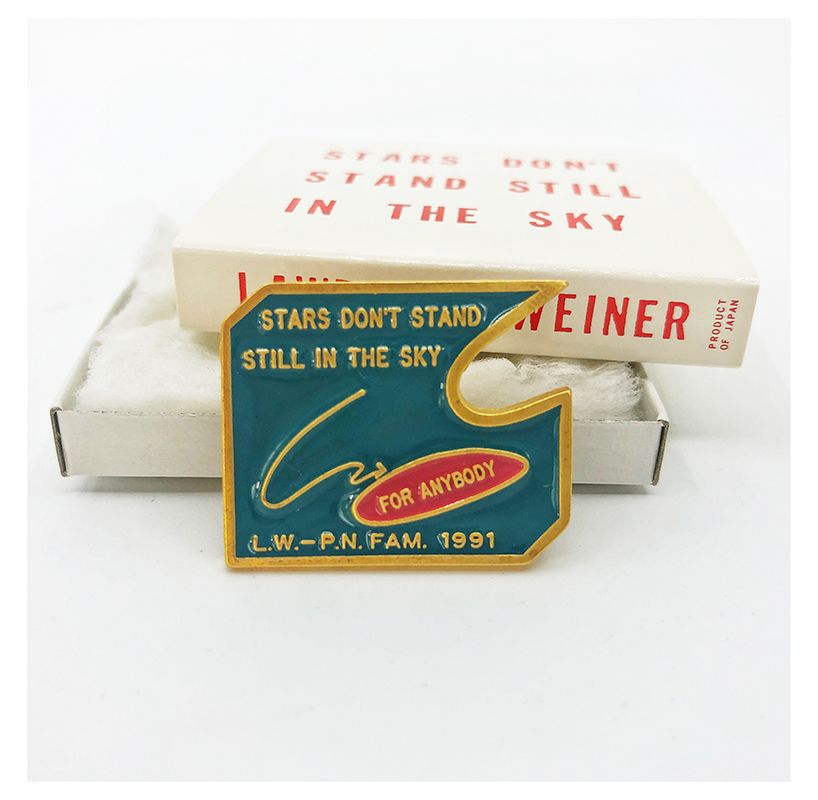 STARS DON'T
STAND STILL
IN THE SKY
WEINER
PRODUCT
OF JAPAN
STARS DON'T STAND
STILL IN THE SKY
FOR ANYBODY
L.W.–P.N. FAM. 1991